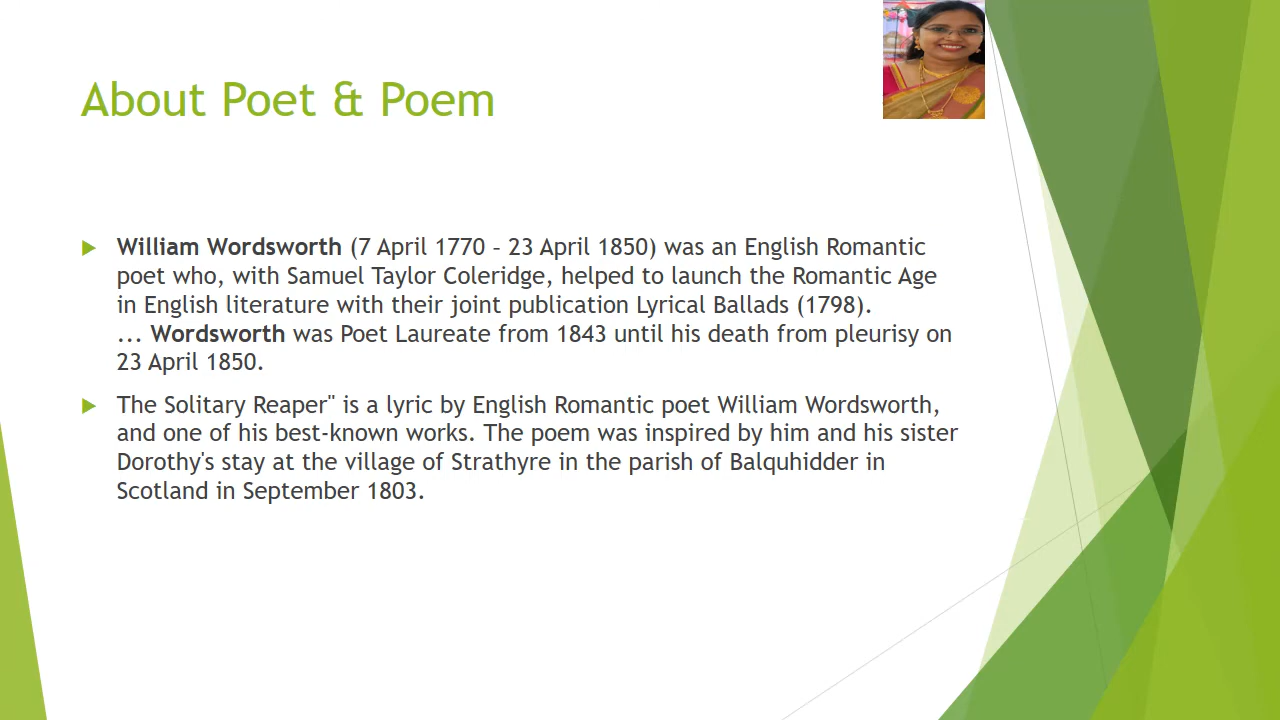 About Poet & Poem
William Wordsworth (7 April 1770 – 23 April 1850) was an English Romantic
poet who, with Samuel Taylor Coleridge, helped to launch the Romantic Age
in English literature with their joint publication Lyrical Ballads (1798).
... Wordsworth was Poet Laureate from 1843 until his death from pleurisy on
23 April 1850.
The Solitary Reaper" is a lyric by English Romantic poet William Wordsworth,
and one of his best-known works. The poem was inspired by him and his sister
Dorothy's stay at the village of Strathyre in the parish of Balquhidder in
Scotland in September 1803.